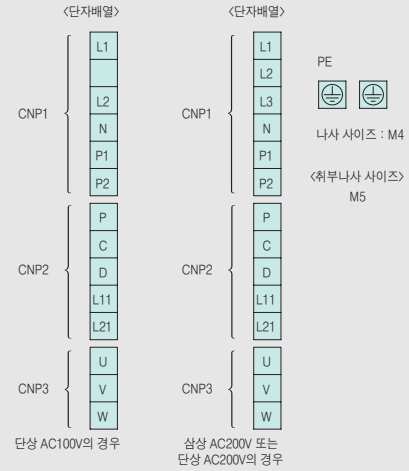 〈단자배열〉
CNP1
L1
L2
N
P1
P2
CNP2
P
C
D
L11
L21
CNP3
U
V
W
단상 AC100V의 경우
〈단자배열〉
CNP1
L1
L2
L3
N
P1
P2
CNP2
P
C
D
L11
L21
CNP3
U
V
W
삼상 AC200V 또는
단상 AC200V의 경우
PE
나사 사이즈 : M4
〈취부나사 사이즈〉
M5